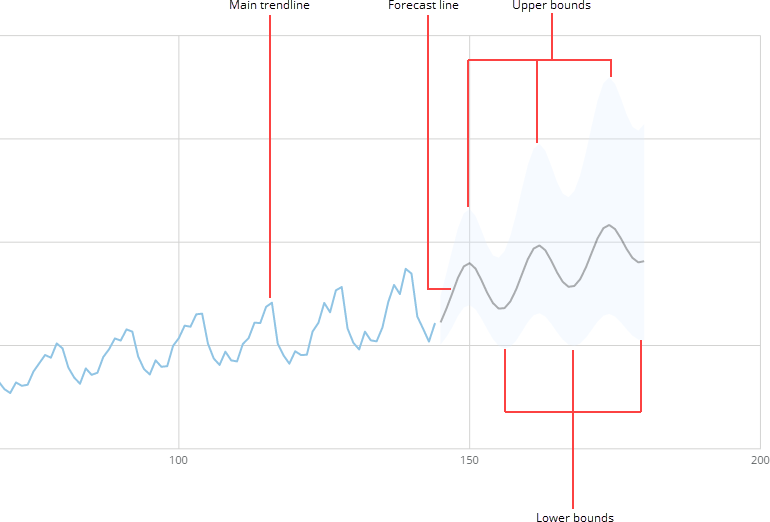 Main trendline
Forecast line
Upper bounds
100
150
200
Lower bounds